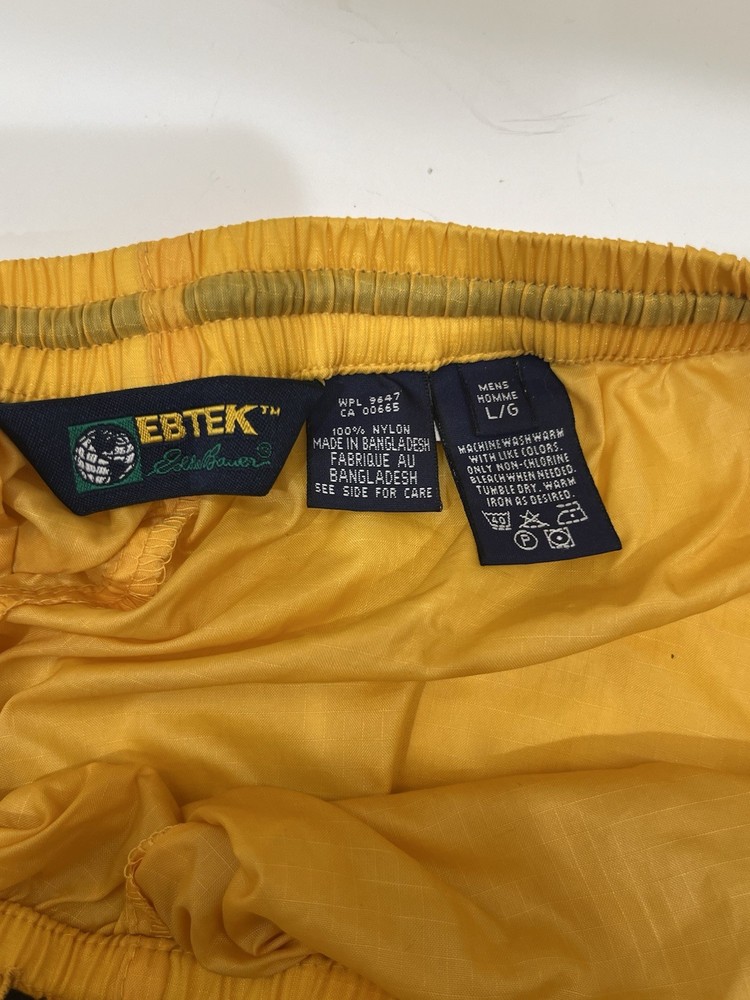 EBTEK™
Eddie Bauer
WPL 9647
CA 00665
100% NYLON
MADE IN BANGLADESH
FABRIQUE AU
BANGLADESH
SEE SIDE FOR CARE
MENS
HOMME
L/G
MACHINE WASH WARM
WITH LIKE COLORS.
ONLY NON-CHLORINE
BLEACH WHEN NEEDED.
TUMBLE DRY. WARM
IRON AS DESIRED.
40
P